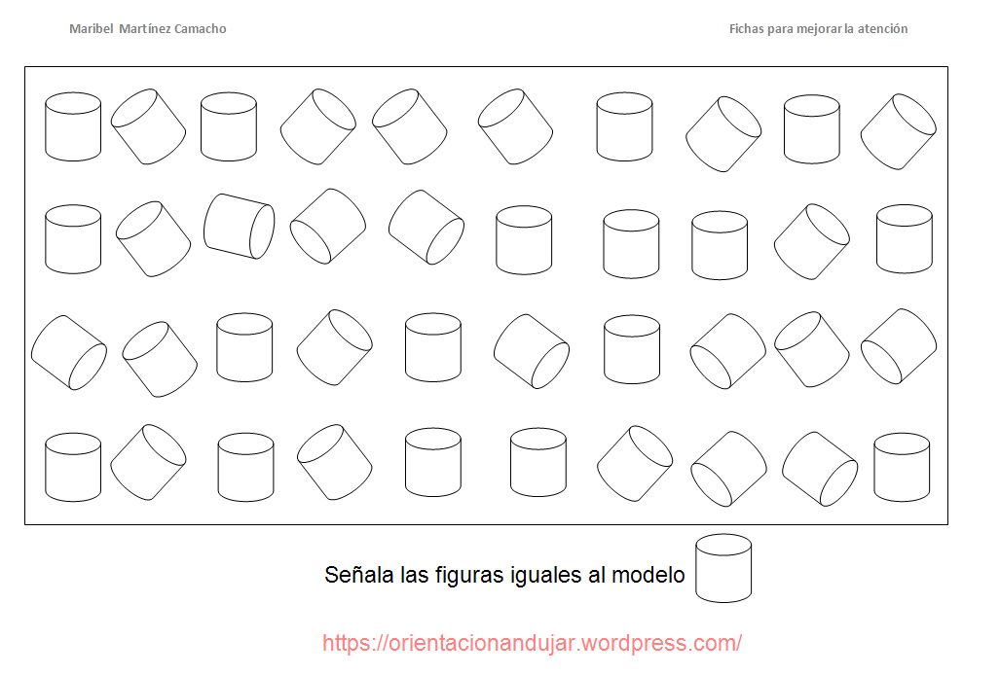 Maribel Martínez Camacho
Fichas para mejorar la atención
Señala las figuras iguales al modelo
https://orientacionandujar.wordpress.com/